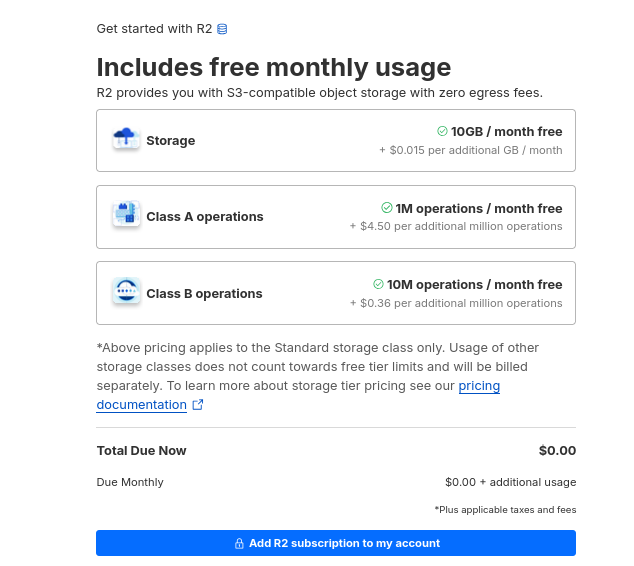 Get started with R2
Includes free monthly usage
R2 provides you with S3-compatible object storage with zero egress fees.
Storage
10GB / month free
+ $0.015 per additional GB / month
Class A operations
1M operations / month free
+ $4.50 per additional million operations
Class B operations
10M operations / month free
+ $0.36 per additional million operations
*Above pricing applies to the Standard storage class only. Usage of other
storage classes does not count towards free tier limits and will be billed
separately. To learn more about storage tier pricing see our pricing
documentation
Total Due Now $0.00
Due Monthly $0.00 + additional usage
*Plus applicable taxes and fees
Add R2 subscription to my account